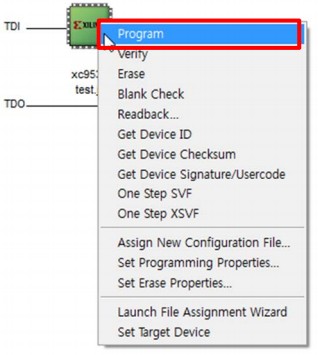 TDI
XILIN
Program
Verify
xc953
Erase
test.
Blank Check
TDO
Readback...
Get Device ID
Get Device Checksum
Get Device Signature/Usercode
One Step SVF
One Step XSVF
Assign New Configuration File...
Set Programming Properties...
Set Erase Properties...
Launch File Assignment Wizard
Set Target Device